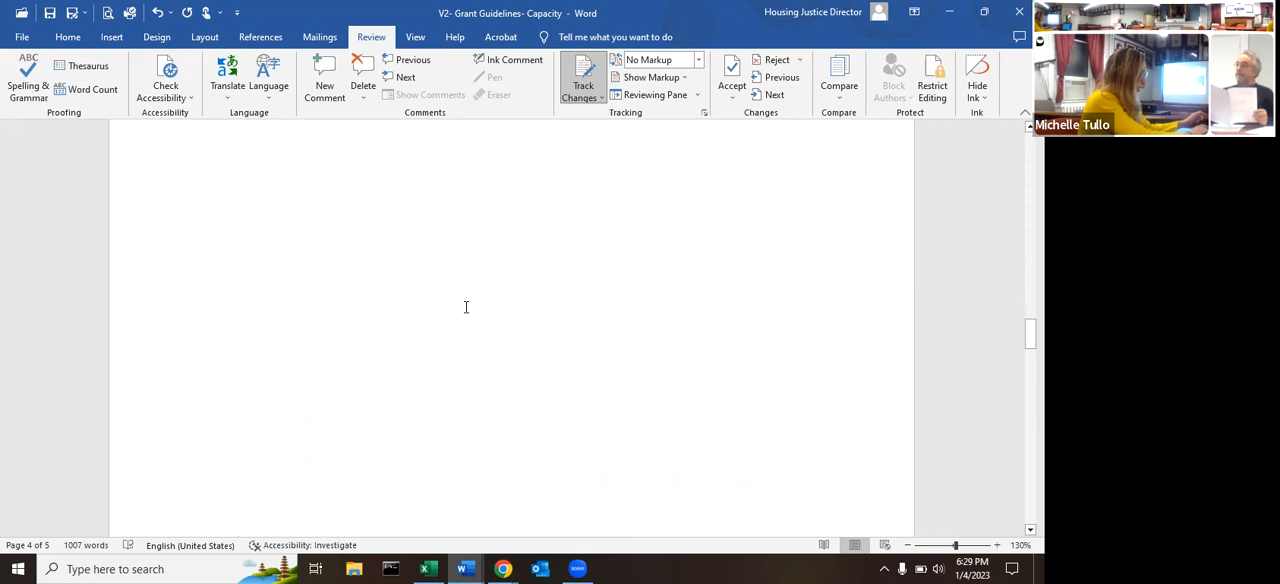 V2- Grant Guidelines- Capacity - Word
Housing Justice Director
File Home Insert Design Layout References Mailings Review View Help Acrobat Tell me what you want to do
ABC
Spelling & Grammar
Thesaurus
ABC 123 Word Count
Proofing
Check Accessibility
Accessibility
Translate
Language
Language
New Comment
Delete
Previous
Next
Show Comments
Ink Comment
Pen
Eraser
Comments
Track Changes
No Markup
Show Markup
Reviewing Pane
Tracking
Accept
Reject
Previous
Next
Changes
Compare
Compare
Block Authors
Restrict Editing
Protect
Hide Ink
Ink
Michelle Tullo
Page 4 of 5 1007 words English (United States) Accessibility: Investigate 130%
Type here to search
zoom
6:29 PM
1/4/2023